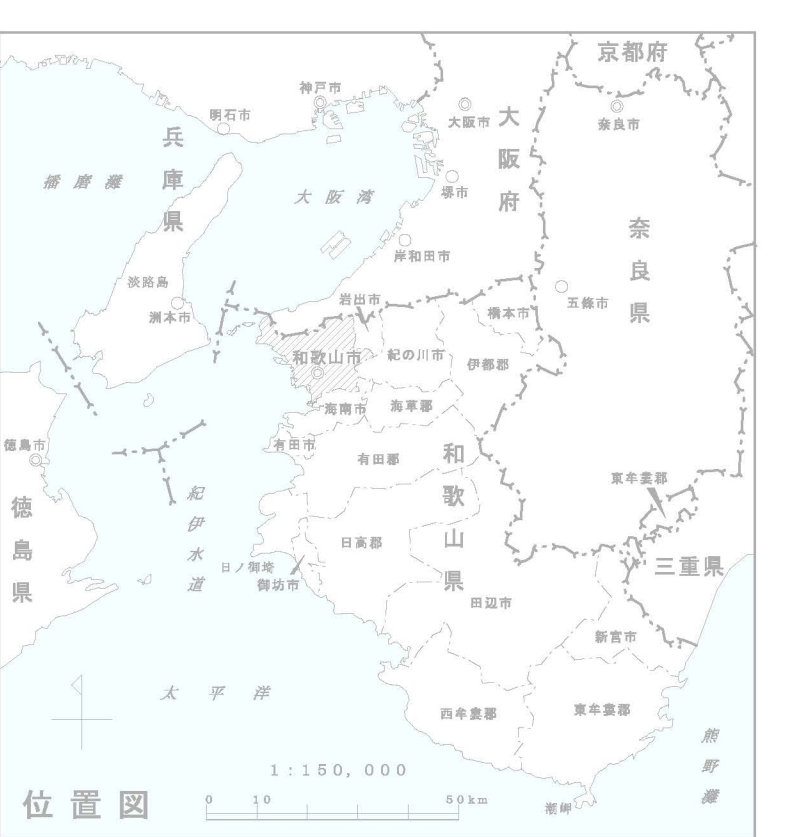 京都府
神戸市
明石市
大阪市
奈良市
兵庫県
大阪府
播磨灘
大阪湾
堺市
奈良県
岸和田市
淡路島
五條市
岩出市
洲本市
橋本市
和歌山市
紀の川市
伊都郡
海南市
海草郡
徳島市
有田市
有田郡
和歌山県
東牟婁郡
徳島県
紀伊水道
日高郡
日ノ御埼
御坊市
三重県
田辺市
新宮市
太平洋
西牟婁郡
東牟婁郡
熊野灘
1:150,000
位置図
0 10 50km
潮岬